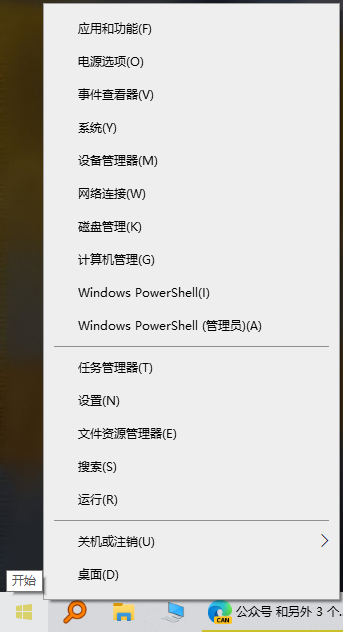 应用和功能(F)
电源选项(O)
事件查看器(V)
系统(Y)
设备管理器(M)
网络连接(W)
磁盘管理(K)
计算机管理(G)
Windows PowerShell(I)
Windows PowerShell (管理员)(A)
任务管理器(T)
设置(N)
文件资源管理器(E)
搜索(S)
运行(R)
关机或注销(U)
桌面(D)
开始
CAN
公众号 和另外 3 个...